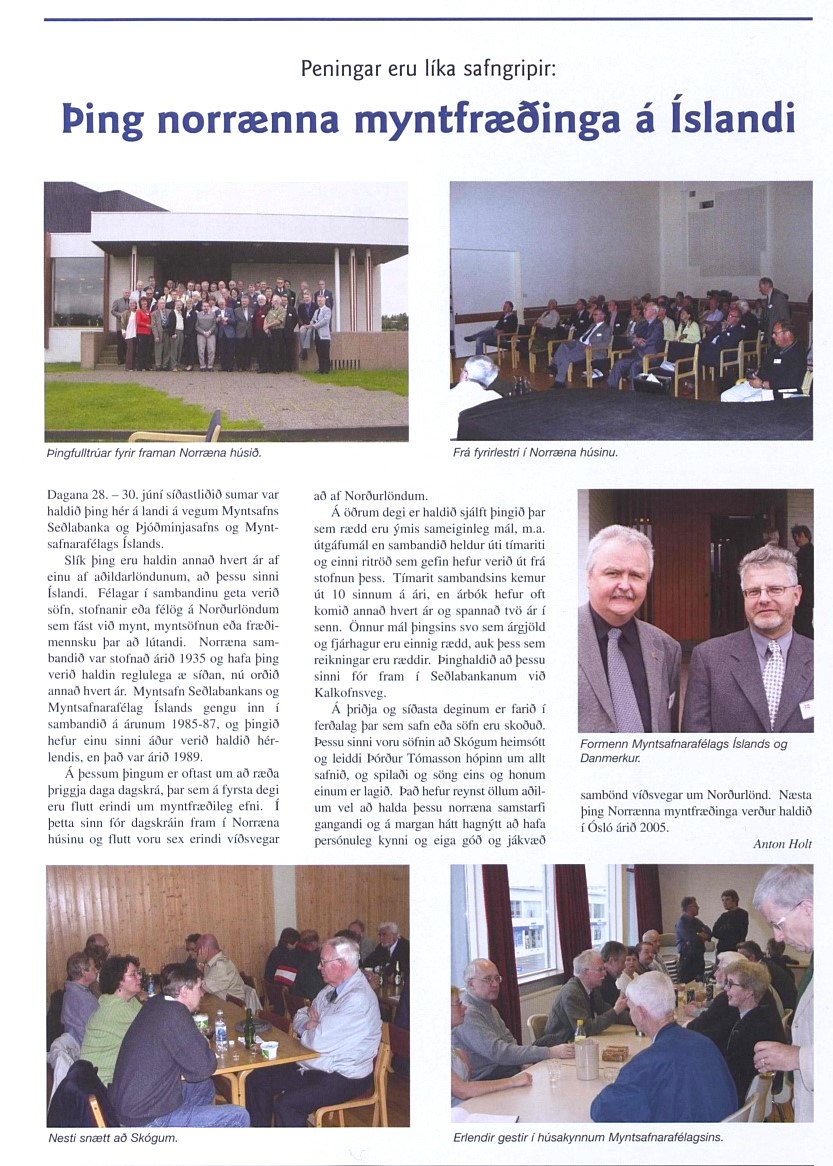 Peningar eru líka safngripir:
Þing norrænna myntfræðinga á Íslandi
Þingfulltrúar fyrir framan Norræna húsið.
Frá fyrirlestri í Norræna húsinu.
Dagana 28. – 30. júní síðastliðið sumar var
haldið þing hér á landi á vegum Myntsafns
Seðlabanka og Þjóðminjasafns og Mynt-
safnarafélags Íslands.
Slík þing eru haldin annað hvert ár af
einu af aðildarlöndunum, að þessu sinni
Íslandi. Félagar í sambandinu geta verið
söfn, stofnanir eða félög á Norðurlöndum
sem fást við mynt, myntsöfnun eða fræði-
mennsku þar að lútandi. Norræna sam-
bandið var stofnað árið 1935 og hafa þing
verið haldin reglulega æ síðan, nú orðið
annað hvert ár. Myntsafn Seðlabankans og
Myntsafnarafélag Íslands gengu inn í
sambandið á árunum 1985-87, og þingið
hefur einu sinni áður verið haldið hér-
lendis, en það var árið 1989.
Á þessum þingum er oftast um að ræða
þriggja daga dagskrá, þar sem á fyrsta degi
eru flutt erindi um myntfræðileg efni. Í
þetta sinn fór dagskráin fram í Norræna
húsinu og flutt voru sex erindi víðsvegar
að af Norðurlöndum.
Á öðrum degi er haldið sjálft þingið þar
sem rædd eru ýmis sameiginleg mál, m.a.
útgáfumál en sambandið heldur úti tímariti
og einni ritröð sem gefin hefur verið út frá
stofnun þess. Tímarit sambandsins kemur
út 10 sinnum á ári, en árbók hefur oft
komið annað hvert ár og spannað tvö ár í
senn. Önnur mál þingsins svo sem árgjöld
og fjárhagur eru einnig rædd, auk þess sem
reikningar eru ræddir. Þinghaldið að þessu
sinni fór fram í Seðlabankanum við
Kalkofnsveg.
Á þriðja og síðasta deginum er farið í
ferðalag þar sem safn eða söfn eru skoðuð.
Þessu sinni voru söfnin að Skógum heimsótt
og leiddi Þórður Tómasson hópinn um allt
safnið, og spilaði og söng eins og honum
einum er lagið. Það hefur reynst öllum aðil-
um vel að halda þessu norræna samstarfi
gangandi og á margan hátt hagnýtt að hafa
persónuleg kynni og eiga góð og jákvæð
Formenn Myntsafnarafélags Íslands og
Danmerkur.
sambönd víðsvegar um Norðurlönd. Næsta
þing Norrænna myntfræðinga verður haldið
í Ósló árið 2005.
Anton Holt
Nesti snætt að Skógum.
Erlendir gestir í húsakynnum Myntsafnarafélagsins.